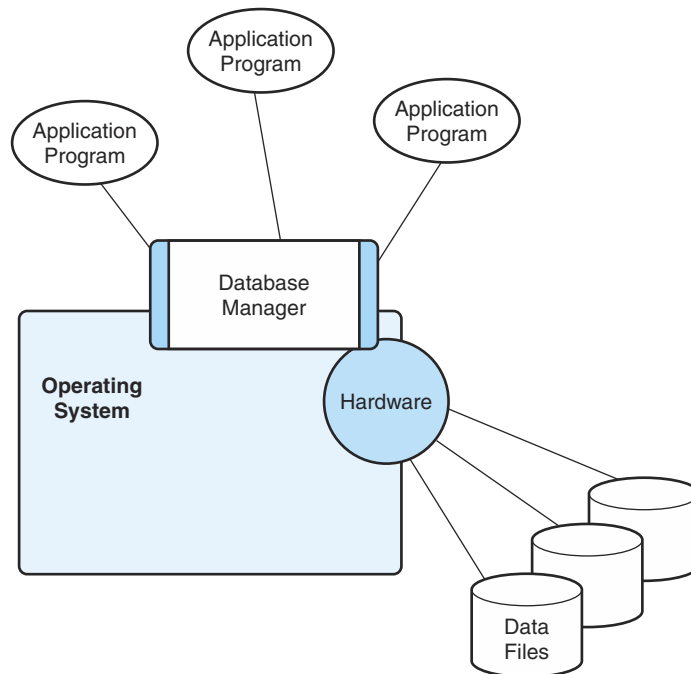 Application
Program
Application
Program
Application
Program
Database
Manager
Operating
System
Hardware
Data
Files